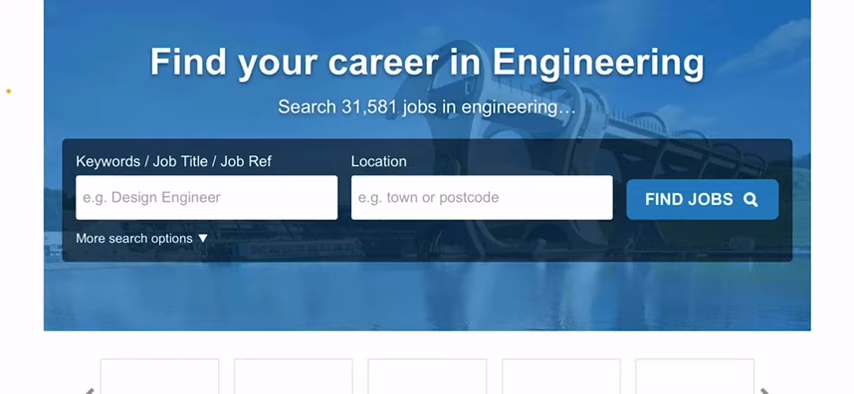 Find your career in Engineering
Search 31,581 jobs in engineering...
Keywords / Job Title / Job Ref
Location
e.g. Design Engineer
e.g. town or postcode
FIND JOBS
More search options ▼